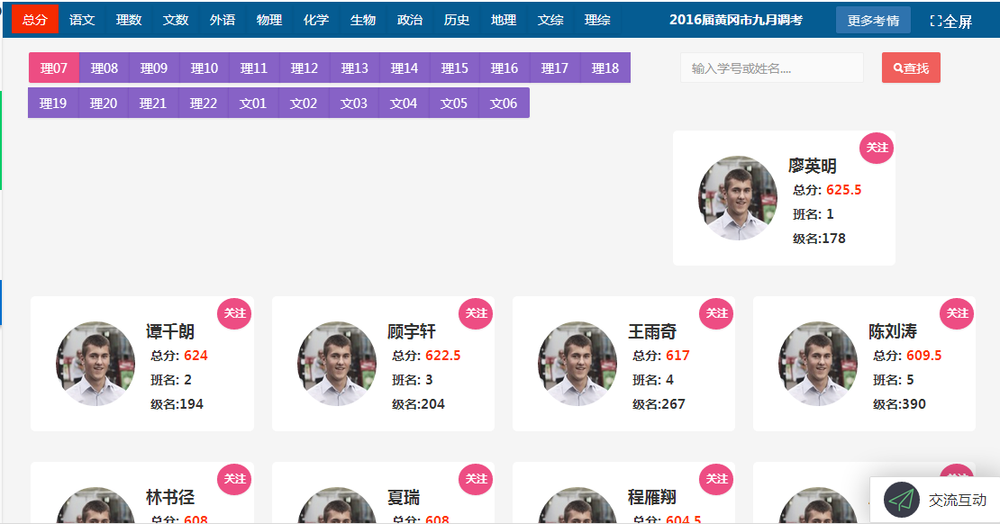 总分 语文 理数 文数 外语 物理 化学 生物 政治 历史 地理 文综 理综 2016届黄冈市九月调考 更多考情 全屏
理07 理08 理09 理10 理11 理12 理13 理14 理15 理16 理17 理18 输入学号或姓名.... 查找
理19 理20 理21 理22 文01 文02 文03 文04 文05 文06
关注
廖英明
总分: 625.5
班名: 1
级名:178
关注
谭千朗
总分: 624
班名: 2
级名:194
关注
顾宇轩
总分: 622.5
班名: 3
级名:204
关注
王雨奇
总分: 617
班名: 4
级名:267
关注
陈刘涛
总分: 609.5
班名: 5
级名:390
关注
林书径
总分: 608
关注
夏瑞
总分: 608
关注
程雁翔
总分: 604.5
交流互动